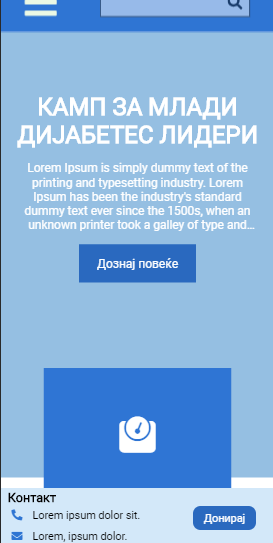 КАМП ЗА МЛАДИ
ДИЈАБЕТЕС ЛИДЕРИ
Lorem Ipsum is simply dummy text of the
printing and typesetting industry. Lorem
Ipsum has been the industry's standard
dummy text ever since the 1500s, when an
unknown printer took a galley of type and...
Дознај повеќе
Контакт
Lorem ipsum dolor sit.
Донирај
Lorem, ipsum dolor.